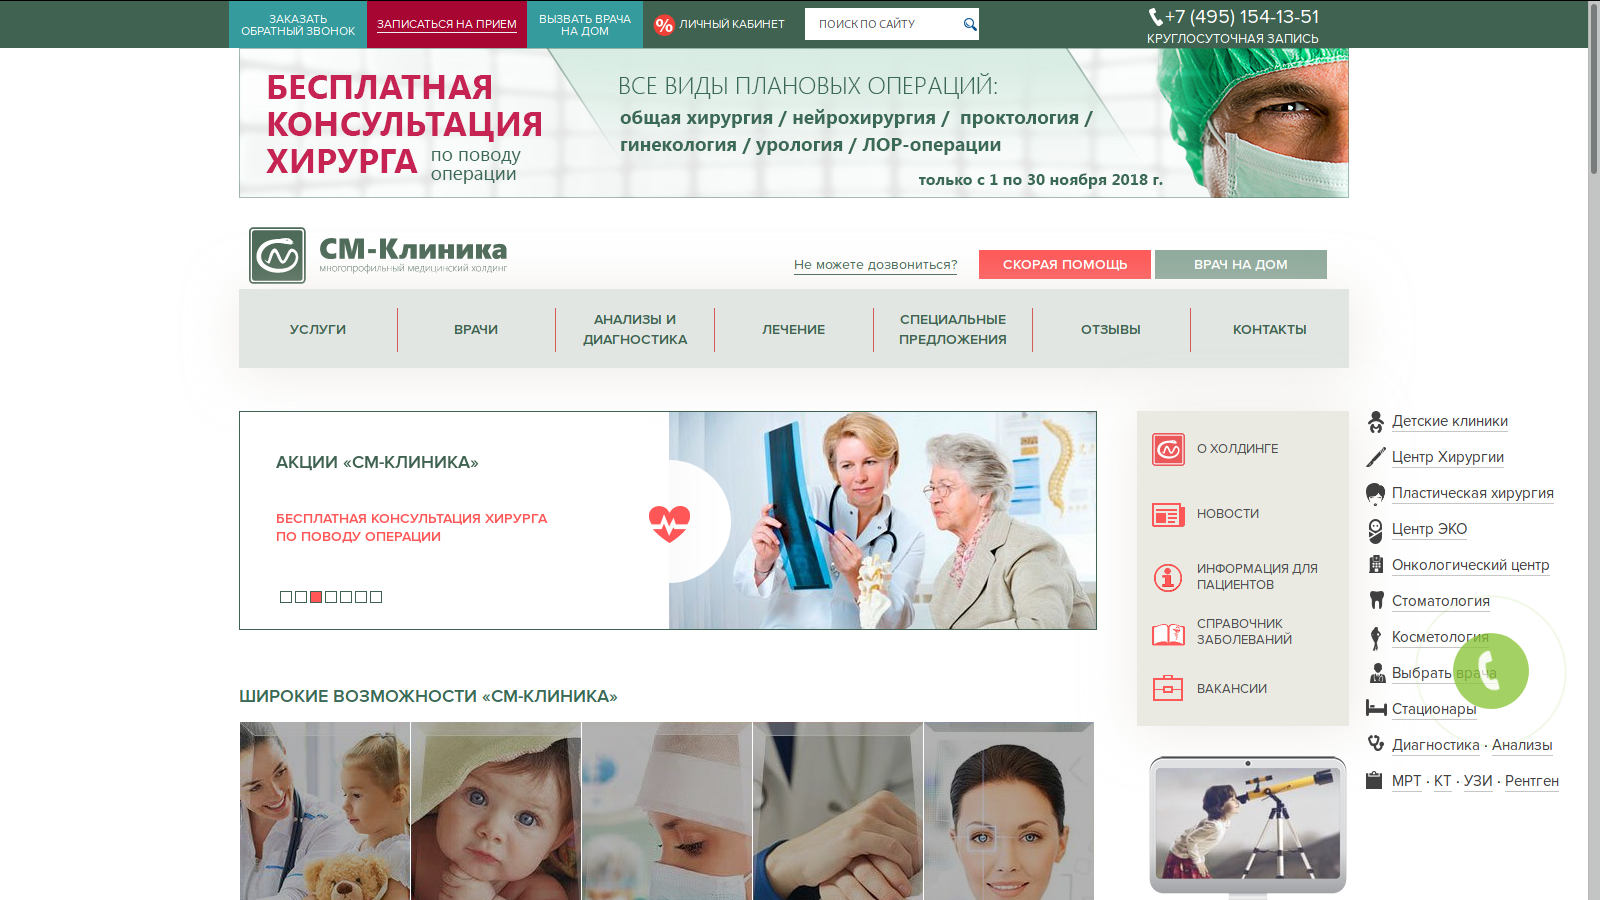 ЗАКАЗАТЬ
ОБРАТНЫЙ ЗВОНОК
ЗАПИСАТЬСЯ НА ПРИЕМ
ВЫЗВАТЬ ВРАЧА
НА ДОМ
% ЛИЧНЫЙ КАБИНЕТ
ПОИСК ПО САЙТУ
+7 (495) 154-13-51
КРУГЛОСУТОЧНАЯ ЗАПИСЬ
БЕСПЛАТНАЯ
КОНСУЛЬТАЦИЯ
ХИРУРГА
по поводу
операции
ВСЕ ВИДЫ ПЛАНОВЫХ ОПЕРАЦИЙ:
общая хирургия / нейрохирургия / проктология /
гинекология / урология / ЛОР-операции
только с 1 по 30 ноября 2018 г.
СМ-Клиника
многопрофильный медицинский холдинг
Не можете дозвониться?
СКОРАЯ ПОМОЩЬ
ВРАЧ НА ДОМ
УСЛУГИ
ВРАЧИ
АНАЛИЗЫ И
ДИАГНОСТИКА
ЛЕЧЕНИЕ
СПЕЦИАЛЬНЫЕ
ПРЕДЛОЖЕНИЯ
ОТЗЫВЫ
КОНТАКТЫ
АКЦИИ «СМ-КЛИНИКА»
БЕСПЛАТНАЯ КОНСУЛЬТАЦИЯ ХИРУРГА
ПО ПОВОДУ ОПЕРАЦИИ
О ХОЛДИНГЕ
НОВОСТИ
ИНФОРМАЦИЯ ДЛЯ
ПАЦИЕНТОВ
СПРАВОЧНИК
ЗАБОЛЕВАНИЙ
ВАКАНСИИ
Детские клиники
Центр Хирургии
Пластическая хирургия
Центр ЭКО
Онкологический центр
Стоматология
Косметология
Выбрать врача
Стационары
Диагностика · Анализы
МРТ · КТ · УЗИ · Рентген
ШИРОКИЕ ВОЗМОЖНОСТИ «СМ-КЛИНИКА»